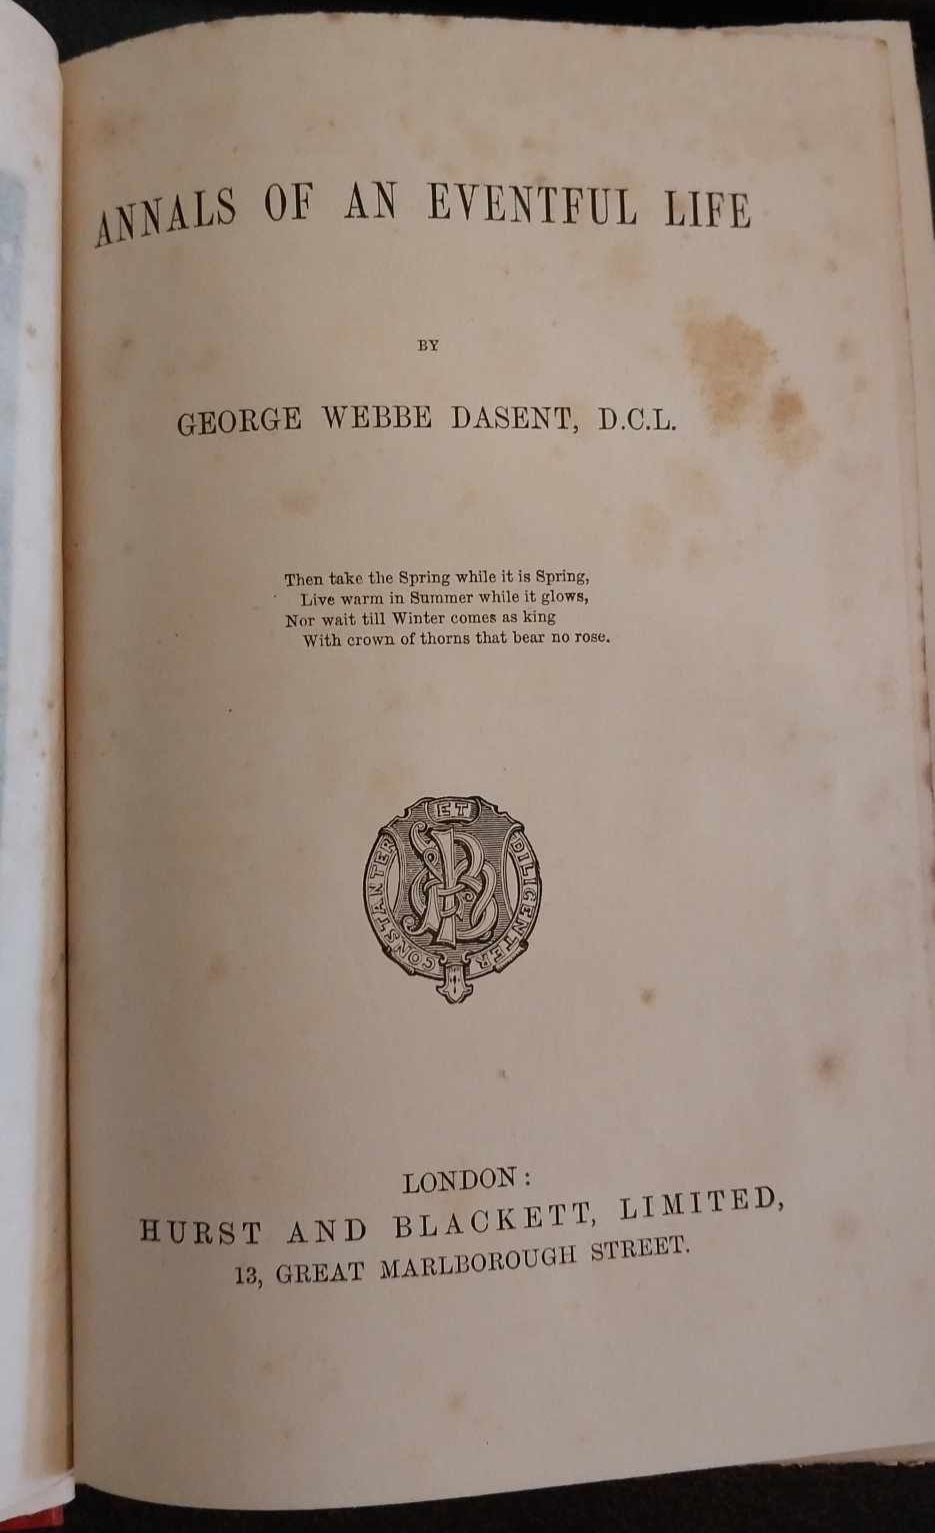 ANNALS OF AN EVENTFUL LIFE
BY
GEORGE WEBBE DASENT, D.C.L.
Then take the Spring while it is Spring,
Live warm in Summer while it glows,
Nor wait till Winter comes as king
With crown of thorns that bear no rose.
CONSTANTER ET DILIGENTER
LONDON:
HURST AND BLACKETT, LIMITED,
13, GREAT MARLBOROUGH STREET.